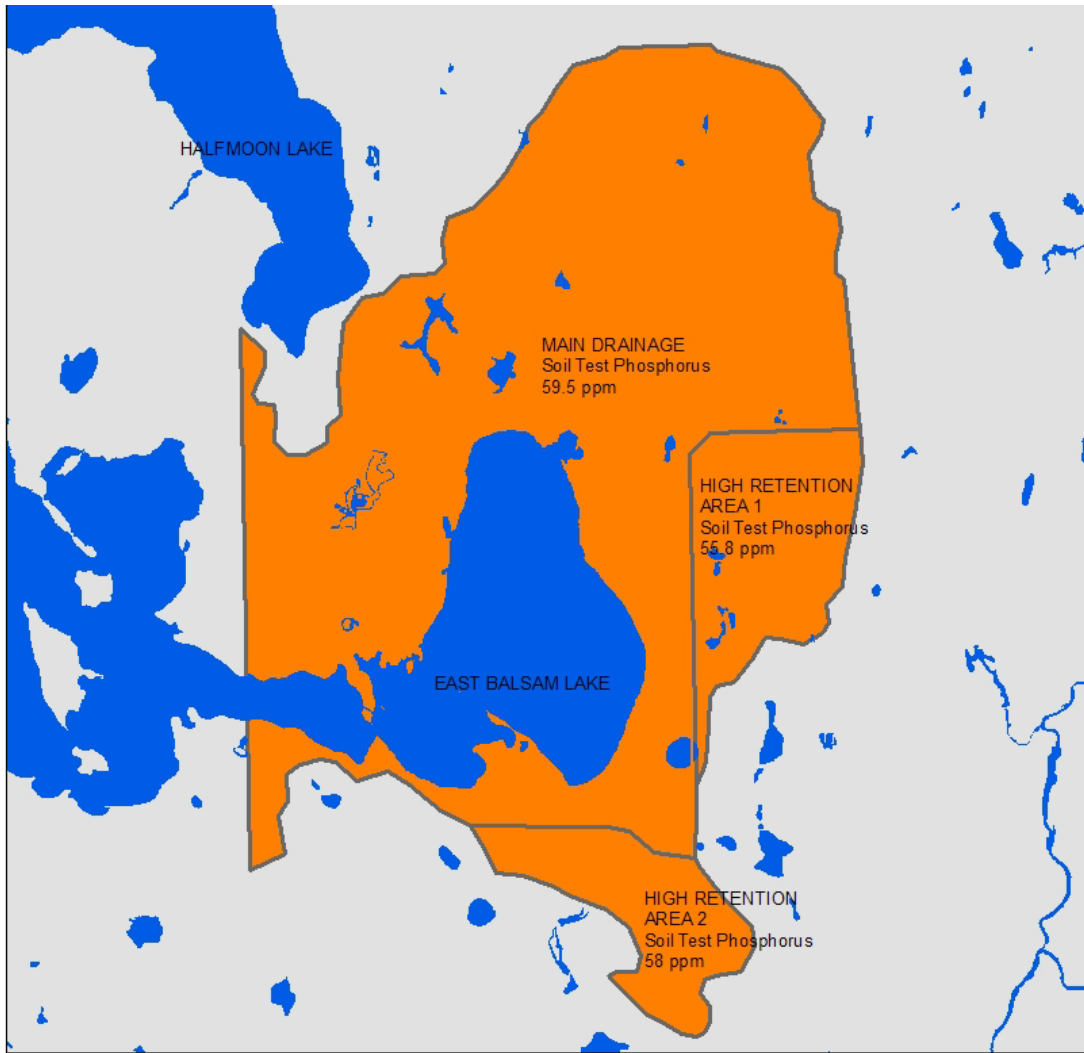 HALFMOON LAKE
MAIN DRAINAGE
Soil Test Phosphorus
59.5 ppm
HIGH RETENTION
AREA 1
Soil Test Phosphorus
55.8 ppm
EAST BALSAM LAKE
HIGH RETENTION
AREA 2
Soil Test Phosphorus
58 ppm